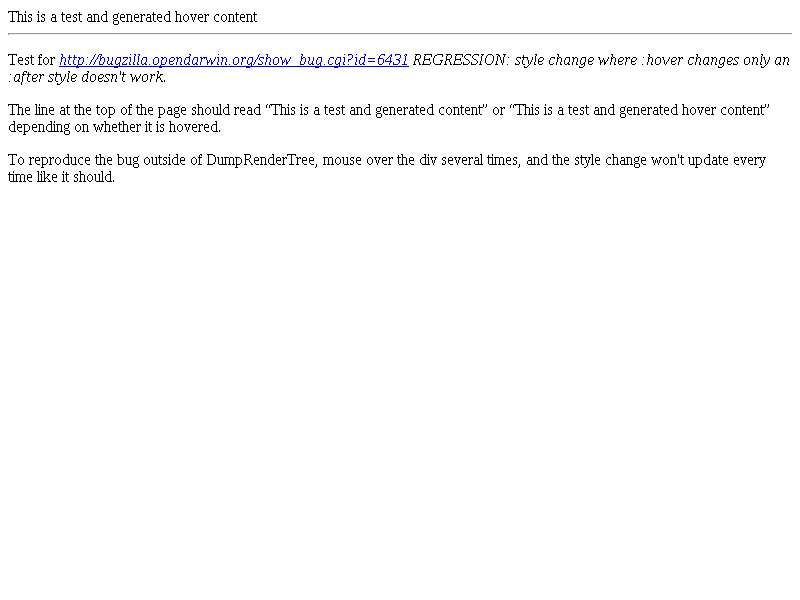 This is a test and generated hover content
Test for http://bugzilla.opendarwin.org/show_bug.cgi?id=6431 REGRESSION: style change where :hover changes only an
:after style doesn't work.
The line at the top of the page should read “This is a test and generated content” or “This is a test and generated hover content”
depending on whether it is hovered.
To reproduce the bug outside of DumpRenderTree, mouse over the div several times, and the style change won't update every
time like it should.